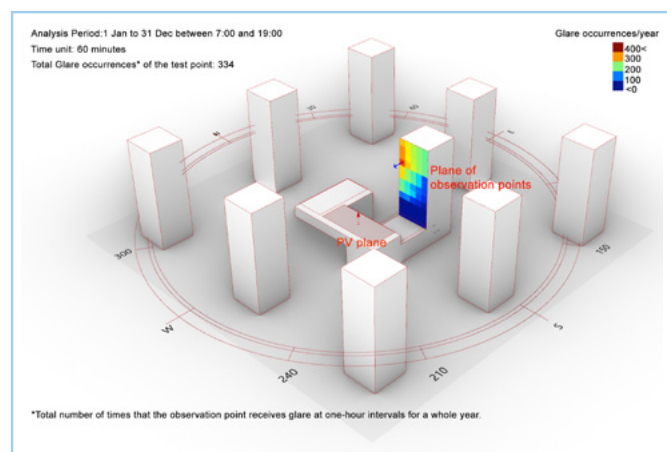 Analysis Period:1 Jan to 31 Dec between 7:00 and 19:00
Time unit: 60 minutes
Total Glare occurrences* of the test point: 334
Glare occurrences/year
400<
300
200
100
<0
30
60
N
E
Plane of
observation points
PV plane
300
150
W
S
240
210
*Total number of times that the observation point receives glare at one-hour intervals for a whole year.